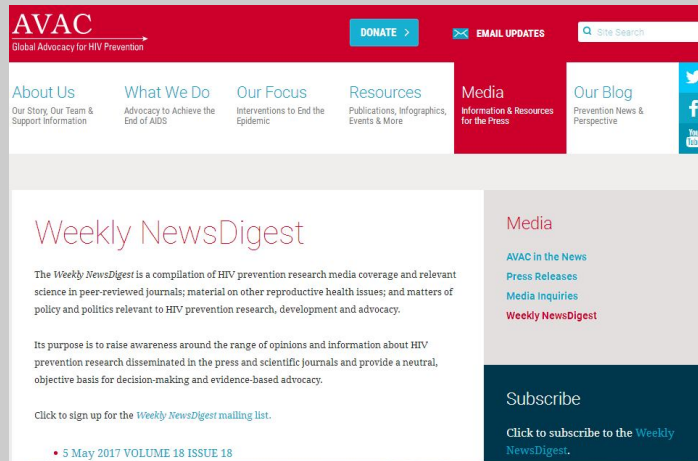 AVAC
Global Advocacy for HIV Prevention
DONATE >
EMAIL UPDATES
Site Search
About Us
Our Story, Our Team &
Support Information
What We Do
Advocacy to Achieve the
End of AIDS
Our Focus
Interventions to End the
Epidemic
Resources
Publications, Infographics,
Events & More
Media
Information & Resources
for the Press
Our Blog
Prevention News &
Perspective
You
Tube
Weekly NewsDigest
The Weekly NewsDigest is a compilation of HIV prevention research media coverage and relevant
science in peer-reviewed journals; material on other reproductive health issues; and matters of
policy and politics relevant to HIV prevention research, development and advocacy.
Its purpose is to raise awareness around the range of opinions and information about HIV
prevention research disseminated in the press and scientific journals and provide a neutral,
objective basis for decision-making and evidence-based advocacy.
Click to sign up for the Weekly NewsDigest mailing list.
• 5 May 2017 VOLUME 18 ISSUE 18
Media
AVAC in the News
Press Releases
Media Inquiries
Weekly NewsDigest
Subscribe
Click to subscribe to the Weekly
NewsDigest.